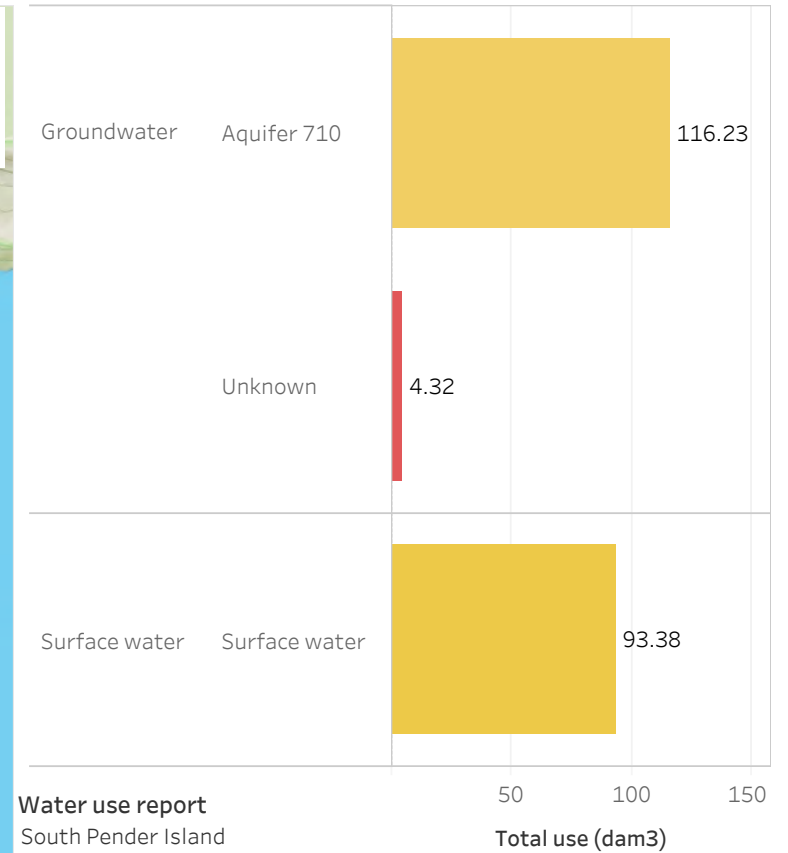 Groundwater Aquifer 710 116.23
Unknown 4.32
Surface water Surface water 93.38
50 100 150
Total use (dam3)
Water use report
South Pender Island